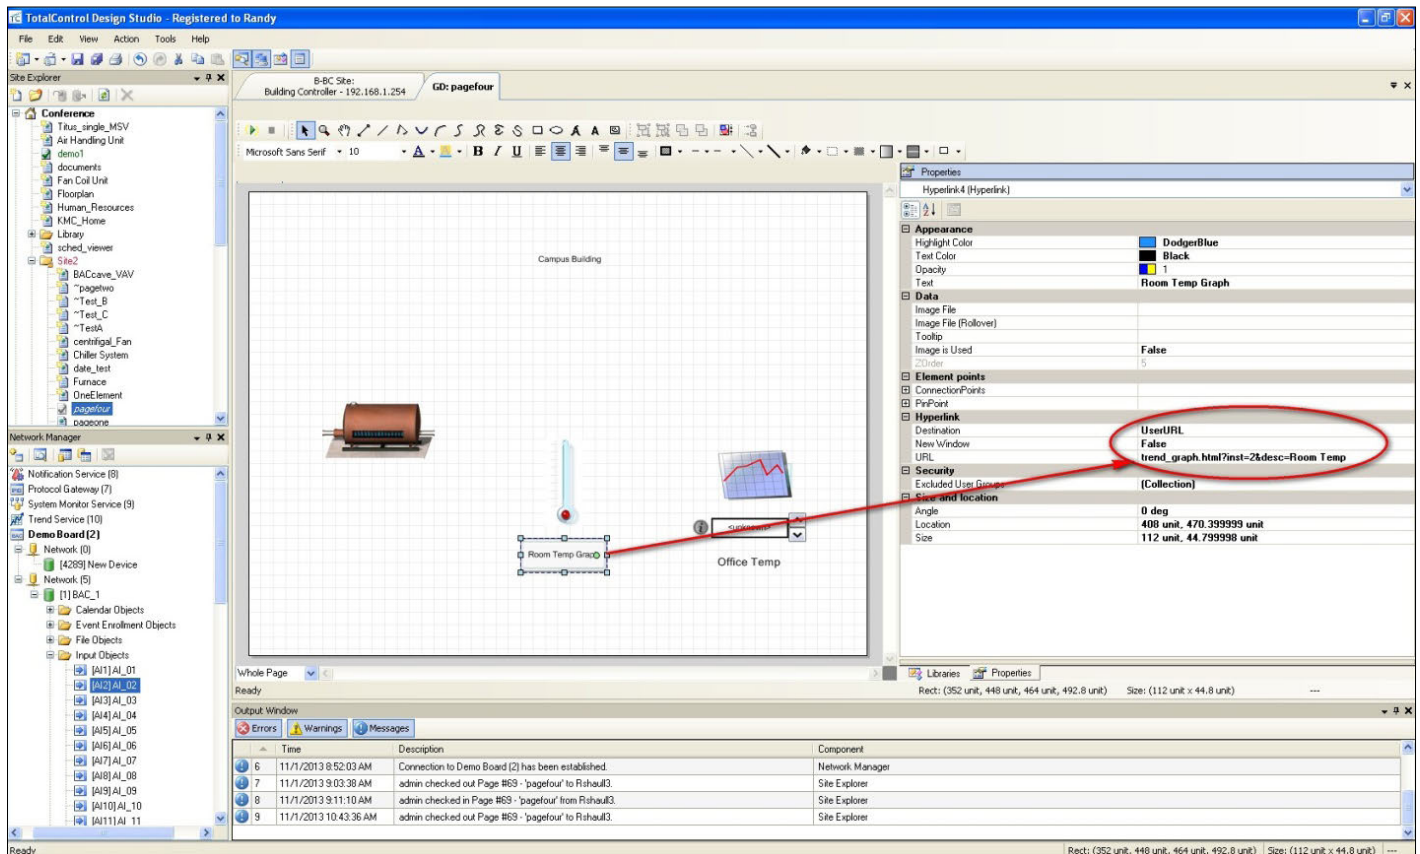 TotalControl Design Studio - Registered to Randy
File Edit View Action Tools Help
Site Explorer
Conference
Titus_single_MSV
Air Handling Unit
demo1
documents
Fan Coil Unit
Floorplan
Human_Resources
KMC_Home
Library
sched_viewer
Site2
BACcave_VAV
~pagetwo
~Test_B
~Test_C
~TestA
centrifigal_Fan
Chiller System
date_test
Furnace
OneElement
pagefour
pageone
Network Manager
Notification Service (8)
Protocol Gateway (7)
System Monitor Service (9)
Trend Service (10)
Demo Board (2)
Network (0)
[4289] New Device
Network (5)
[1] BAC_1
Calendar Objects
Event Enrollment Objects
File Objects
Input Objects
[AI1] AI_01
[AI2] AI_02
[AI3] AI_03
[AI4] AI_04
[AI5] AI_05
[AI6] AI_06
[AI7] AI_07
[AI8] AI_08
[AI9] AI_09
[AI10] AI_10
[AI11] AI_11
B-BC Site:
Building Controller - 192.168.1.254
GD: pagefour
Microsoft Sans Serif 10
A B I U
Campus Building
Room Temp Grap
<unknown>
Office Temp
Whole Page
Ready
Properties
Hyperlink4 (Hyperlink)
Appearance
Highlight Color DodgerBlue
Text Color Black
Opacity 1
Text Room Temp Graph
Data
Image File
Image File (Rollover)
Tooltip
Image is Used False
ZOrder 5
Element points
ConnectionPoints
PinPoint
Hyperlink
Destination UserURL
New Window False
URL trend_graph.html?inst=2&desc=Room Temp
Security
Excluded User Groups (Collection)
Size and location
Angle 0 deg
Location 408 unit, 470.399999 unit
Size 112 unit, 44.799998 unit
Libraries Properties
Rect: (352 unit, 448 unit, 464 unit, 492.8 unit) Size: (112 unit x 44.8 unit) ---
Output Window
Errors Warnings Messages
Time Description Component
6 11/1/2013 8:52:03 AM Connection to Demo Board (2) has been established. Network Manager
7 11/1/2013 9:03:38 AM admin checked out Page #69 - 'pagefour' to Rshaull3. Site Explorer
8 11/1/2013 9:11:10 AM admin checked in Page #69 - 'pagefour' from Rshaull3. Site Explorer
9 11/1/2013 10:43:36 AM admin checked out Page #69 - 'pagefour' to Rshaull3. Site Explorer
Ready
Rect: (352 unit, 448 unit, 464 unit, 492.8 unit) Size: (112 unit x 44.8 unit) ---